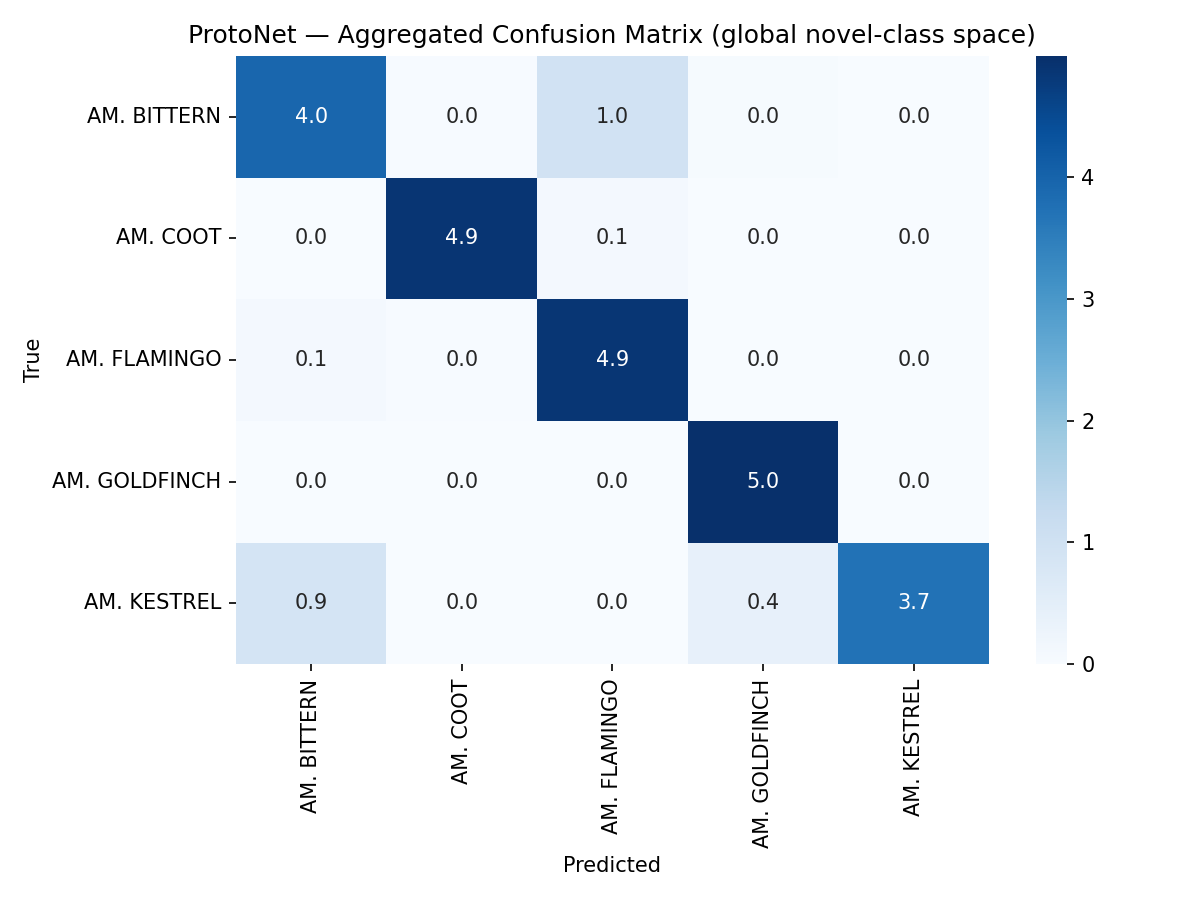 ProtoNet — Aggregated Confusion Matrix (global novel-class space)
AM. BITTERN 4.0 0.0 1.0 0.0 0.0
AM. COOT 0.0 4.9 0.1 0.0 0.0
AM. FLAMINGO 0.1 0.0 4.9 0.0 0.0
AM. GOLDFINCH 0.0 0.0 0.0 5.0 0.0
AM. KESTREL 0.9 0.0 0.0 0.4 3.7
True
AM. BITTERN AM. COOT AM. FLAMINGO AM. GOLDFINCH AM. KESTREL
Predicted
4
3
2
1
0